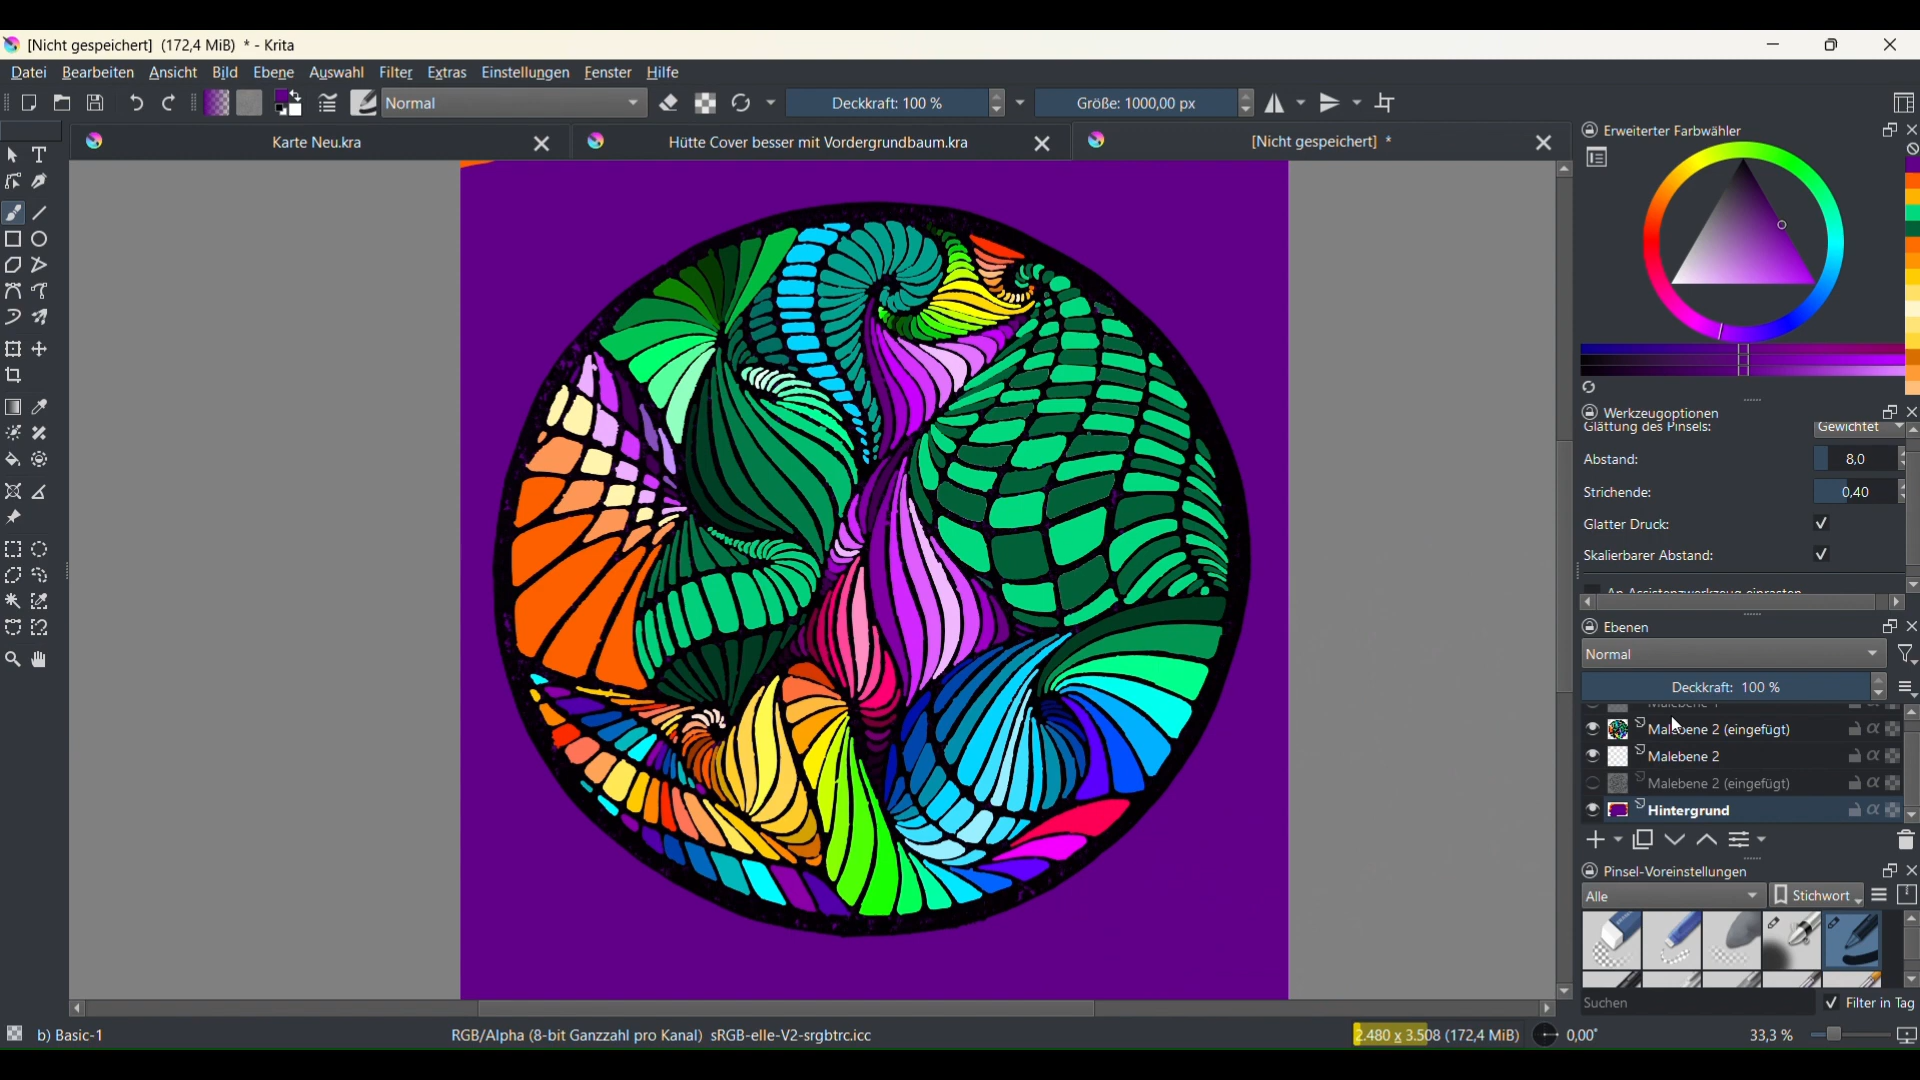 [Nicht gespeichert] (172,4 MiB) * - Krita
Datei Bearbeiten Ansicht Bild Ebene Auswahl Filter Extras Einstellungen Fenster Hilfe
Normal Deckkraft: 100 % Größe: 1000,00 px
Karte Neu.kra Hütte Cover besser mit Vordergrundbaum.kra [Nicht gespeichert] *
Erweiterter Farbwähler
Werkzeugoptionen
Glättung des Pinsels: Gewichtet
Abstand: 8,0
Strichende: 0,40
Glatter Druck:
Skalierbarer Abstand:
Ebenen
Normal
Deckkraft: 100 %
Malebene 2 (eingefügt)
Malebene 2
Malebene 2 (eingefügt)
Hintergrund
Pinsel-Voreinstellungen
Alle Stichwort
Suchen Filter in Tag
b) Basic-1 RGB/Alpha (8-bit Ganzzahl pro Kanal) sRGB-elle-V2-srgbtrc.icc 2.480 x 3.508 (172,4 MiB) 0,00° 33,3 %